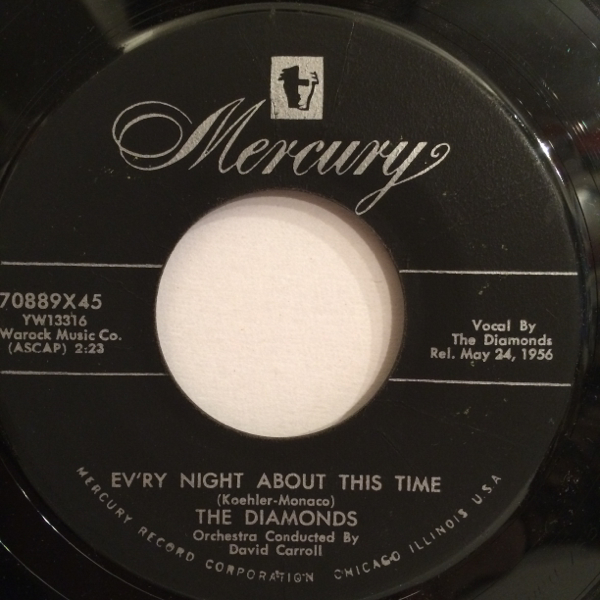 Mercury
70889X45
YW13316
Warock Music Co.
(ASCAP) 2:23
Vocal By
The Diamonds
Rel. May 24, 1956
EV'RY NIGHT ABOUT THIS TIME
(Koehler-Monaco)
THE DIAMONDS
Orchestra Conducted By
David Carroll
MERCURY RECORD CORPORATION CHICAGO ILLINOIS U.S.A